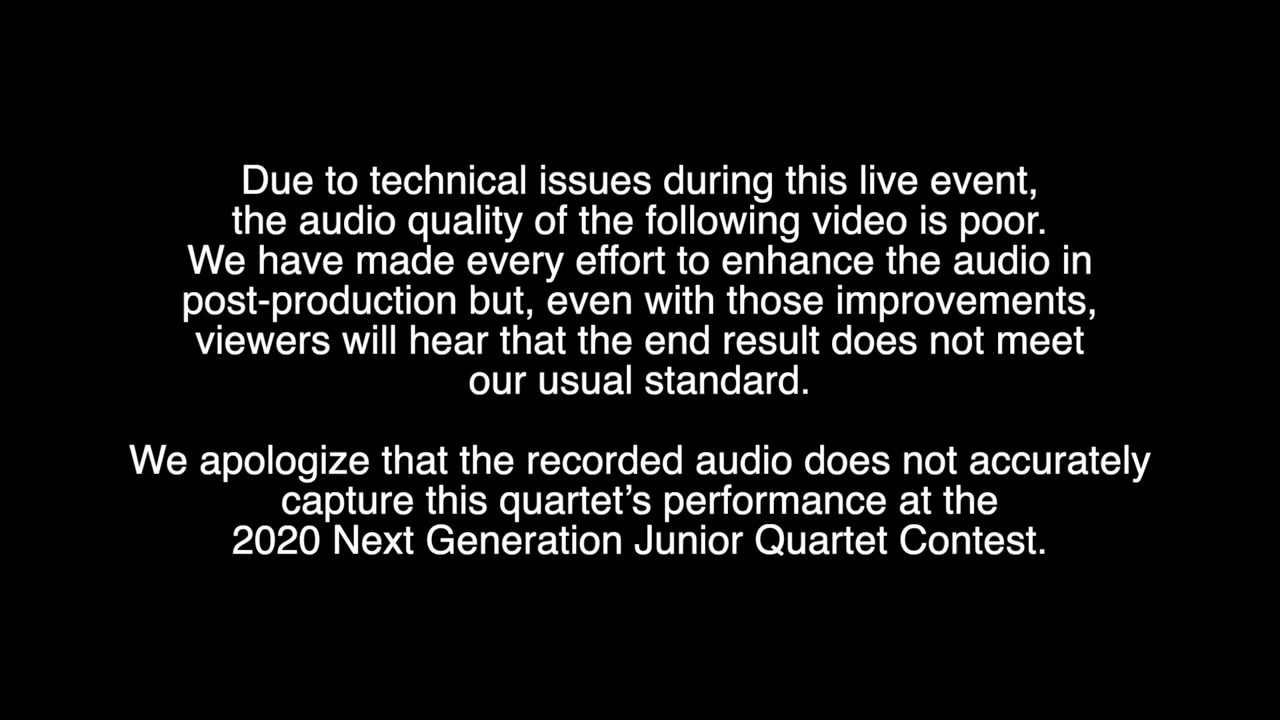 Due to technical issues during this live event,
the audio quality of the following video is poor.
We have made every effort to enhance the audio in
post-production but, even with those improvements,
viewers will hear that the end result does not meet
our usual standard.
We apologize that the recorded audio does not accurately
capture this quartet’s performance at the
2020 Next Generation Junior Quartet Contest.